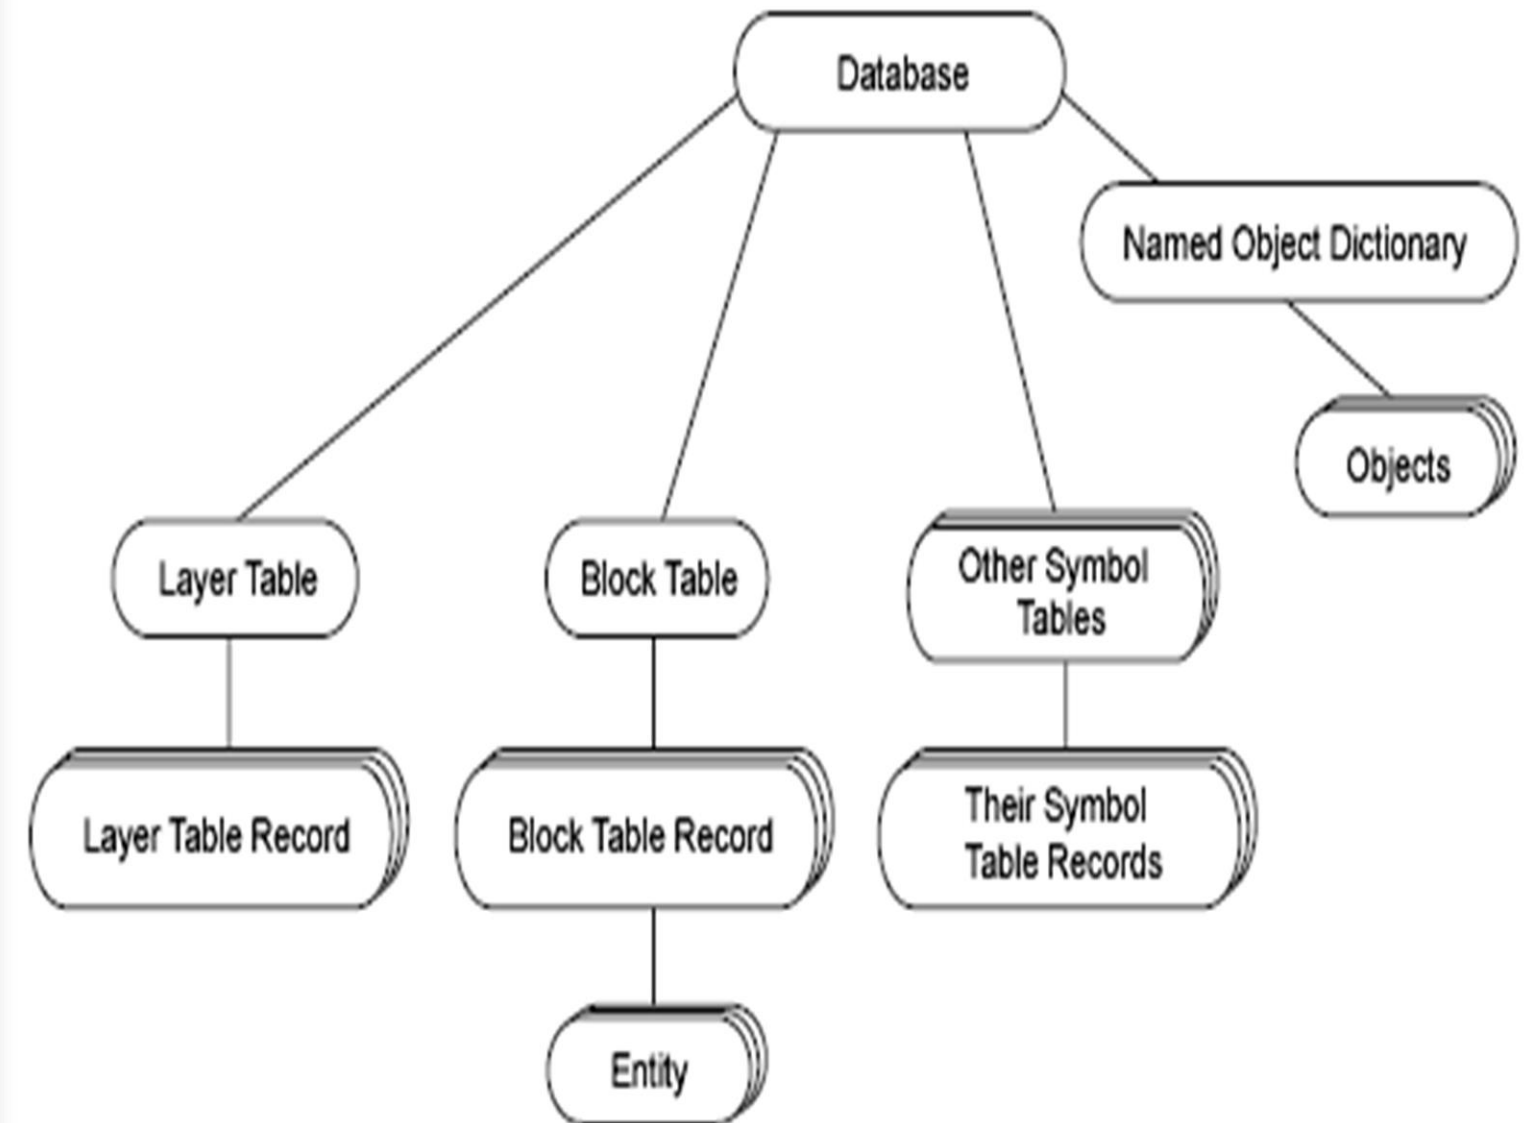 Database
Named Object Dictionary
Objects
Layer Table
Block Table
Other Symbol
Tables
Layer Table Record
Block Table Record
Their Symbol
Table Records
Entity